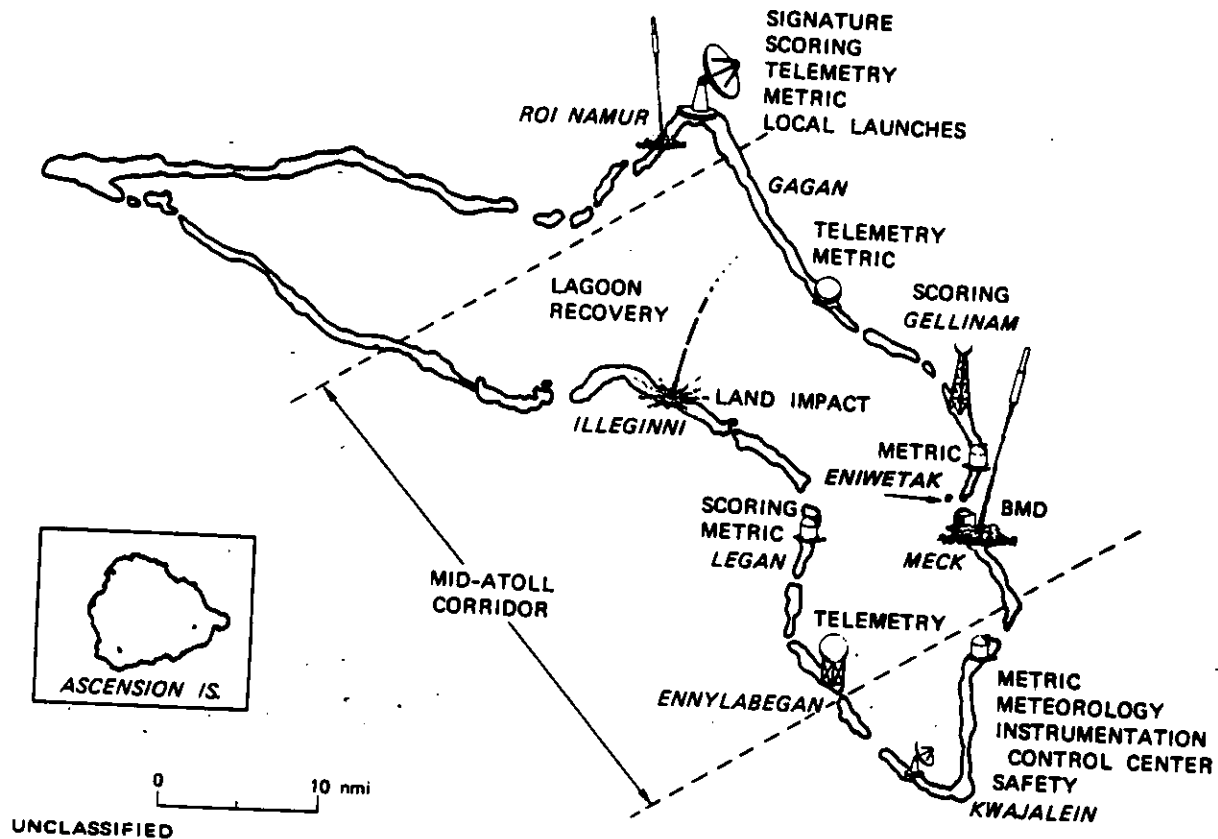 SIGNATURE
SCORING
TELEMETRY
METRIC
LOCAL LAUNCHES
ROI NAMUR
GAGAN
TELEMETRY
METRIC
LAGOON
RECOVERY
SCORING
GELLINAM
LAND IMPACT
ILLEGINNI
METRIC
ENIWETAK
SCORING
METRIC
LEGAN
BMD
MECK
MID-ATOLL
CORRIDOR
TELEMETRY
ENNYLABEGAN
ASCENSION IS.
METRIC
METEOROLOGY
INSTRUMENTATION
CONTROL CENTER
SAFETY
KWAJALEIN
0 10 nmi
UNCLASSIFIED